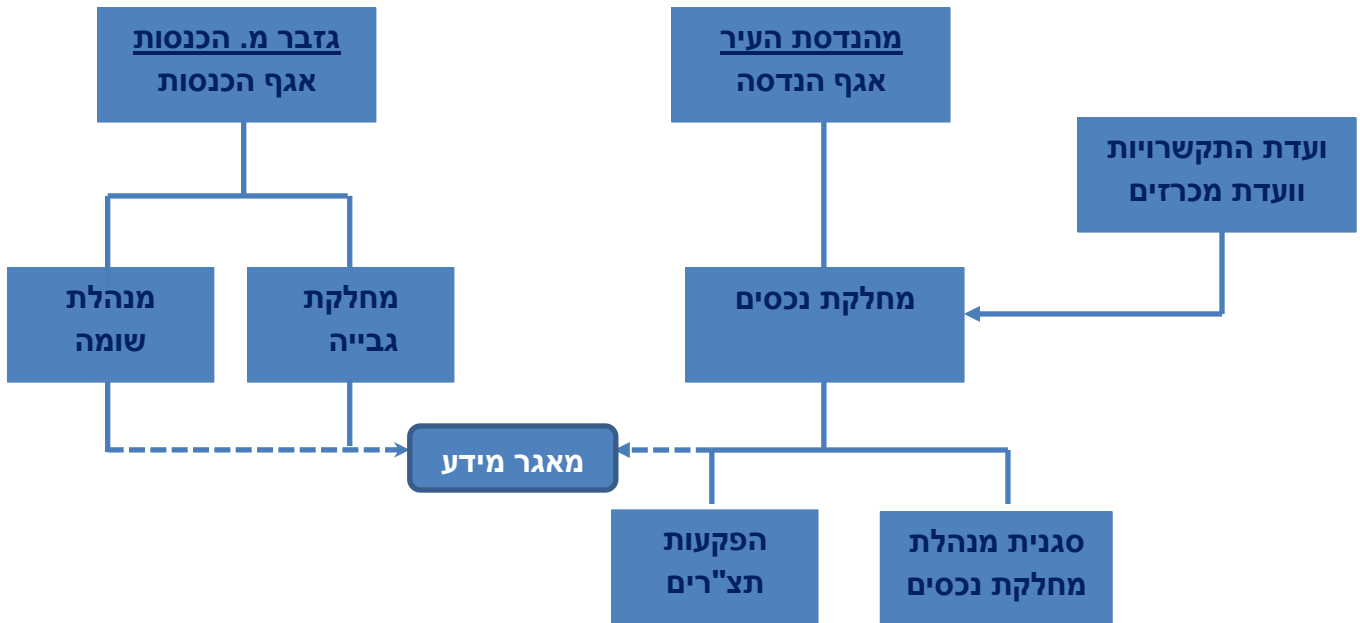 מהנדסת העיר
אגף הנדסה
גזבר מ. הכנסות
אגף הכנסות
ועדת התקשרויות
וועדת מכרזים
מחלקת נכסים
מחלקת
גבייה
מנהלת
שומה
מאגר מידע
סגנית מנהלת
מחלקת נכסים
הפקעות
תצ"רים